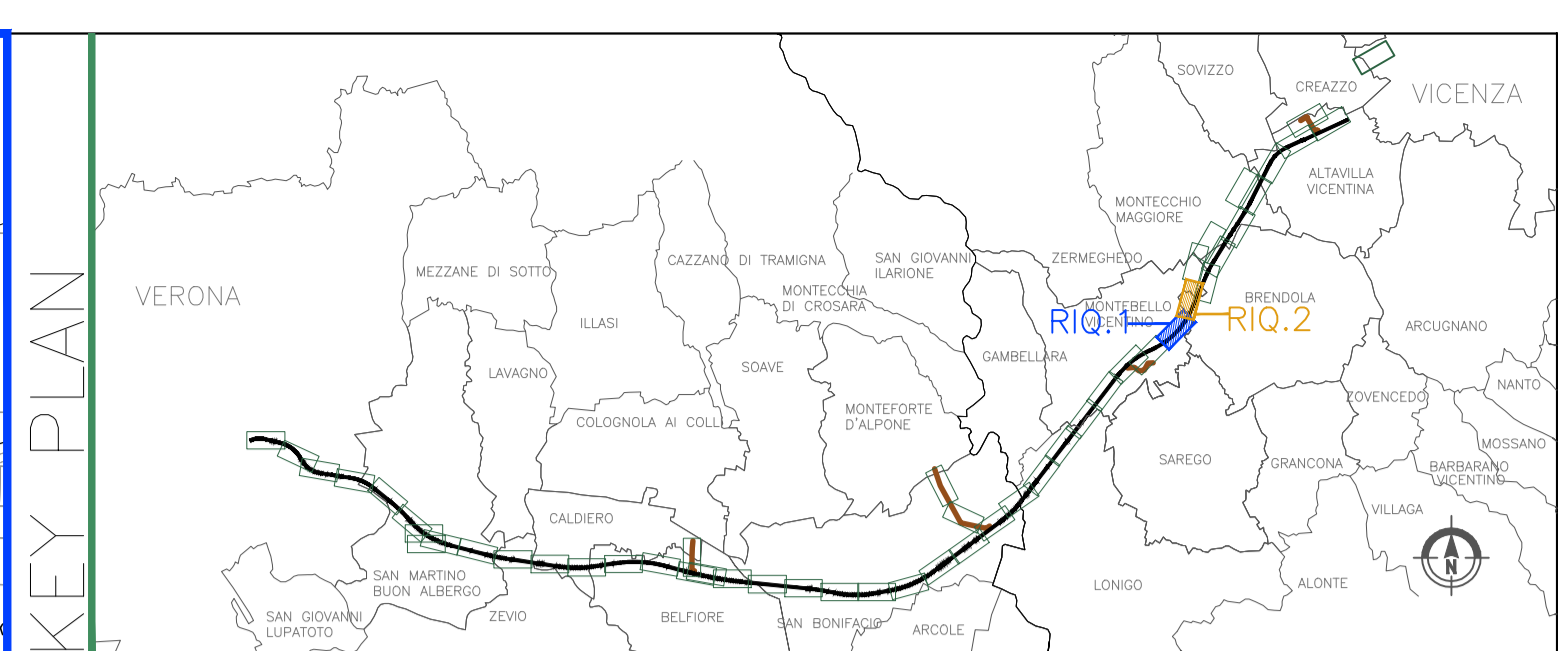 KEY PLAN
SOVIZZO
CREAZZO
VICENZA
ALTAVILLA
VICENTINA
MONTECCHIO
MAGGIORE
VERONA
MEZZANE DI SOTTO
CAZZANO DI TRAMIGNA
SAN GIOVANNI
ILARIONE
ZERMEGHEDO
MONTECCHIA
DI CROSARA
MONTEBELLO
VICENTINO
BRENDOLA
RIQ.1
RIQ.2
ILLASI
ARCUGNANO
GAMBELLARA
LAVAGNO
SOAVE
NANTO
ZOVENCEDO
MONTEFORTE
D'ALPONE
COLOGNOLA AI COLLI
MOSSANO
SAREGO
GRANCONA
BARBARANO
VICENTINO
VILLAGA
CALDIERO
N
SAN MARTINO
BUON ALBERGO
LONIGO
ALONTE
SAN GIOVANNI
LUPATOTO
ZEVIO
BELFIORE
SAN BONIFACIO
ARCOLE